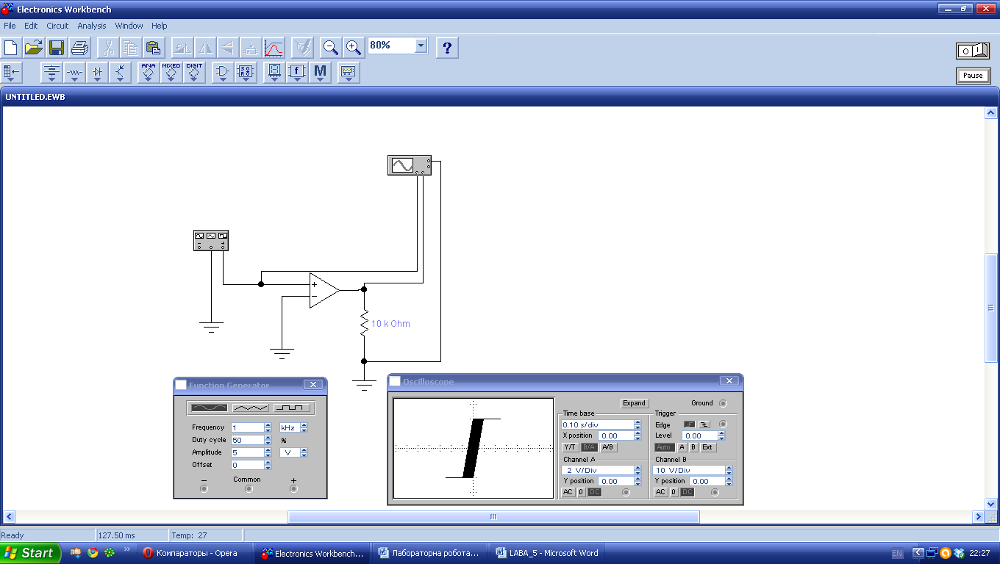 Electronics Workbench
File Edit Circuit Analysis Window Help
80%
?
ANA MIXED DIGIT
f M
Pause
UNTITLED.EWB
+
−
10 k Ohm
Function Generator
Frequency 1 kHz
Duty cycle 50 %
Amplitude 5 V
Offset 0
− Common +
Oscilloscope
Expand Ground
Time base Trigger
0.10 s/div Edge
X position 0.00 Level 0.00
Y/T B/A A/B Auto A B Ext
Channel A Channel B
2 V/Div 10 V/Div
Y position 0.00 Y position 0.00
AC 0 DC AC 0 DC
Ready 127.50 ms Temp: 27
Start » Компараторы - Opera Electronics Workbench... Лабораторна робота... LABA_5 - Microsoft Word EN 22:27